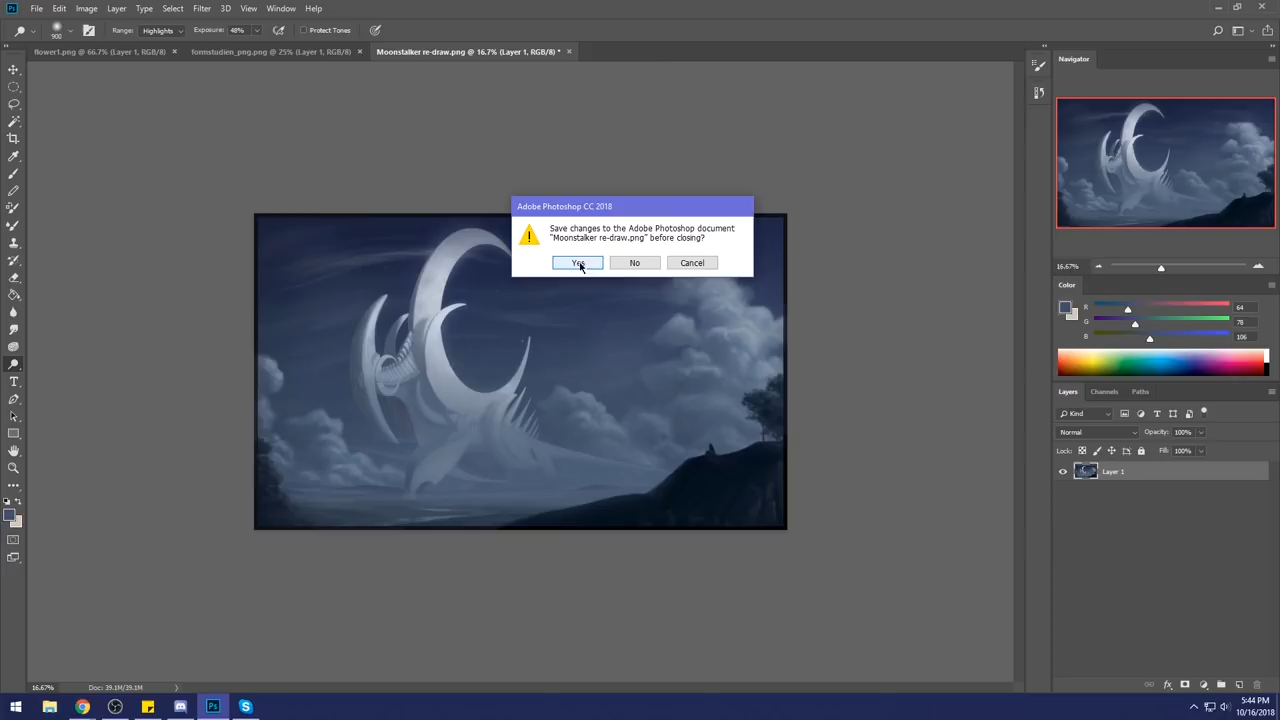 Ps File Edit Image Layer Type Select Filter 3D View Window Help
900 Range: Highlights Exposure: 48% Protect Tones
flower1.png @ 66.7% (Layer 1, RGB/8) × formstudien_png.png @ 25% (Layer 1, RGB/8) × Moonstalker re-draw.png @ 16.7% (Layer 1, RGB/8) * ×
Navigator
Adobe Photoshop CC 2018
Save changes to the Adobe Photoshop document
"Moonstalker re-draw.png" before closing?
Yes No Cancel
16.67%
Color
R 64
G 78
B 106
Layers Channels Paths
Kind
Normal Opacity: 100%
Lock: Fill: 100%
Layer 1
16.67% Doc: 39.1M/39.1M
Ps
5:44 PM
10/16/2018